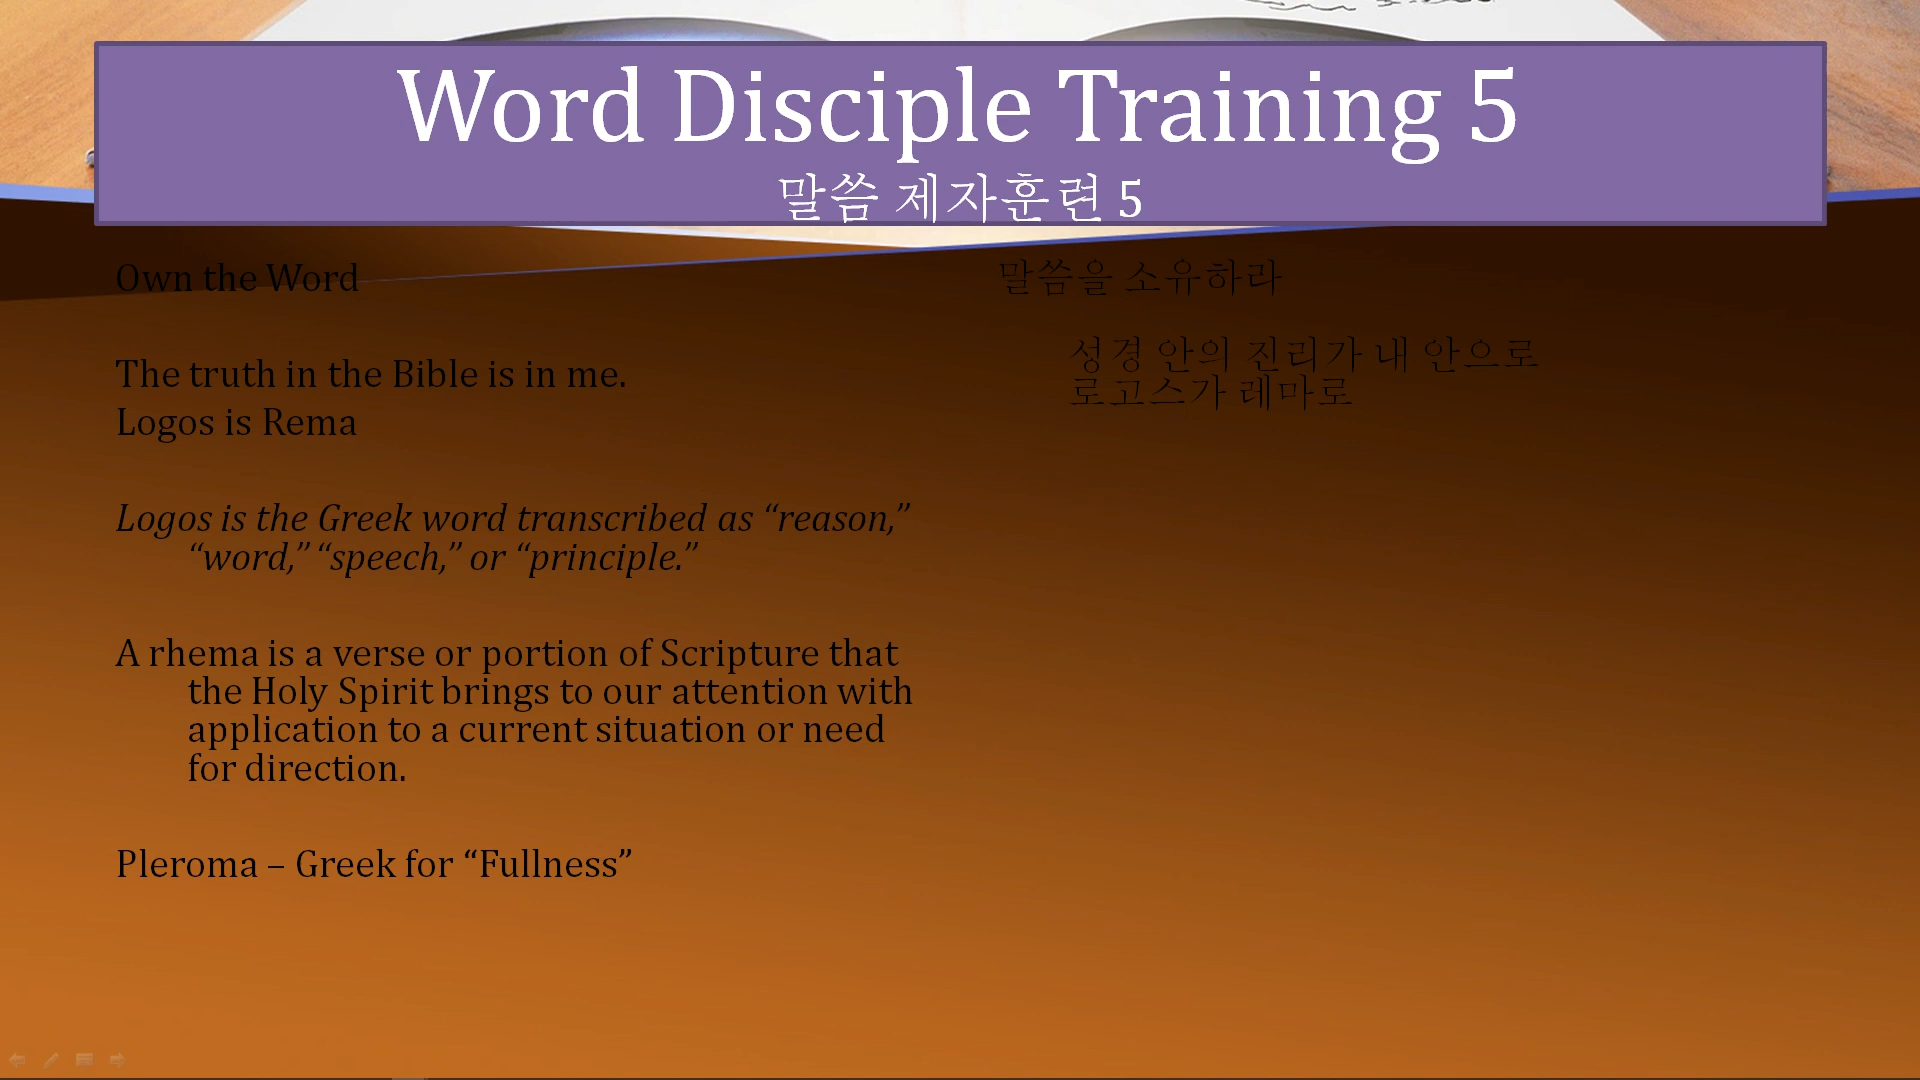 Word Disciple Training 5
말씀 제자훈련 5
Own the Word
The truth in the Bible is in me.
Logos is Rema
Logos is the Greek word transcribed as “reason,”
“word,” “speech,” or “principle.”
A rhema is a verse or portion of Scripture that
the Holy Spirit brings to our attention with
application to a current situation or need
for direction.
Pleroma – Greek for “Fullness”
말씀을 소유하라
성경 안의 진리가 내 안으로
로고스가 레마로